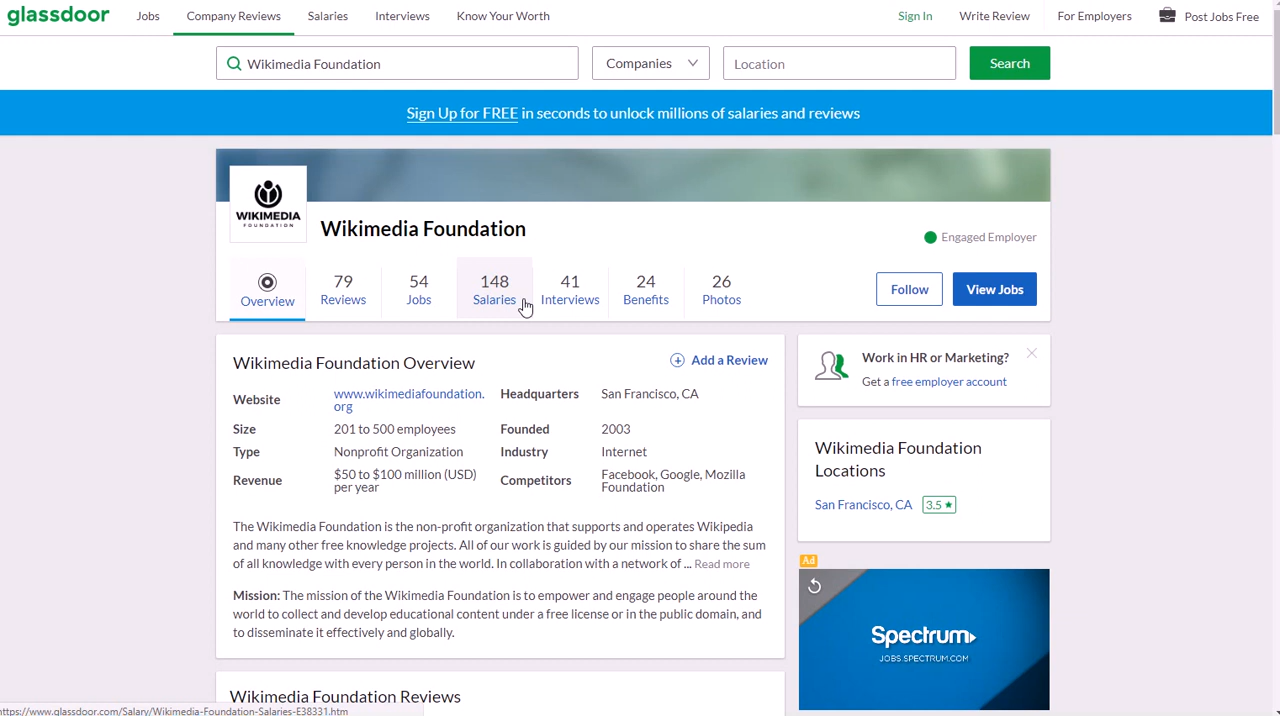 glassdoor Jobs Company Reviews Salaries Interviews Know Your Worth Sign In Write Review For Employers Post Jobs Free
Wikimedia Foundation Companies Location Search
Sign Up for FREE in seconds to unlock millions of salaries and reviews
WIKIMEDIA
FOUNDATION
Wikimedia Foundation
Engaged Employer
Overview
79
Reviews
54
Jobs
148
Salaries
41
Interviews
24
Benefits
26
Photos
Follow
View Jobs
Wikimedia Foundation Overview
Add a Review
Website www.wikimediafoundation.
org
Headquarters San Francisco, CA
Size 201 to 500 employees
Founded 2003
Type Nonprofit Organization
Industry Internet
Revenue $50 to $100 million (USD)
per year
Competitors Facebook, Google, Mozilla
Foundation
The Wikimedia Foundation is the non-profit organization that supports and operates Wikipedia
and many other free knowledge projects. All of our work is guided by our mission to share the sum
of all knowledge with every person in the world. In collaboration with a network of ... Read more
Mission: The mission of the Wikimedia Foundation is to empower and engage people around the
world to collect and develop educational content under a free license or in the public domain, and
to disseminate it effectively and globally.
Wikimedia Foundation Reviews
Work in HR or Marketing?
Get a free employer account
Wikimedia Foundation
Locations
San Francisco, CA 3.5 ★
Ad
Spectrum
JOBS.SPECTRUM.COM
https://www.glassdoor.com/Salary/Wikimedia-Foundation-Salaries-E38331.htm